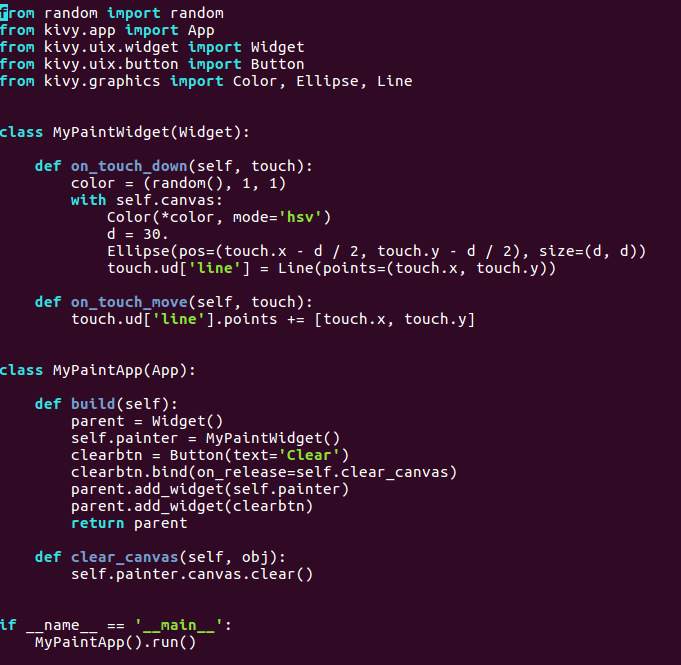 from random import random
from kivy.app import App
from kivy.uix.widget import Widget
from kivy.uix.button import Button
from kivy.graphics import Color, Ellipse, Line


class MyPaintWidget(Widget):

    def on_touch_down(self, touch):
        color = (random(), 1, 1)
        with self.canvas:
            Color(*color, mode='hsv')
            d = 30.
            Ellipse(pos=(touch.x - d / 2, touch.y - d / 2), size=(d, d))
            touch.ud['line'] = Line(points=(touch.x, touch.y))

    def on_touch_move(self, touch):
        touch.ud['line'].points += [touch.x, touch.y]


class MyPaintApp(App):

    def build(self):
        parent = Widget()
        self.painter = MyPaintWidget()
        clearbtn = Button(text='Clear')
        clearbtn.bind(on_release=self.clear_canvas)
        parent.add_widget(self.painter)
        parent.add_widget(clearbtn)
        return parent

    def clear_canvas(self, obj):
        self.painter.canvas.clear()


if __name__ == '__main__':
    MyPaintApp().run()